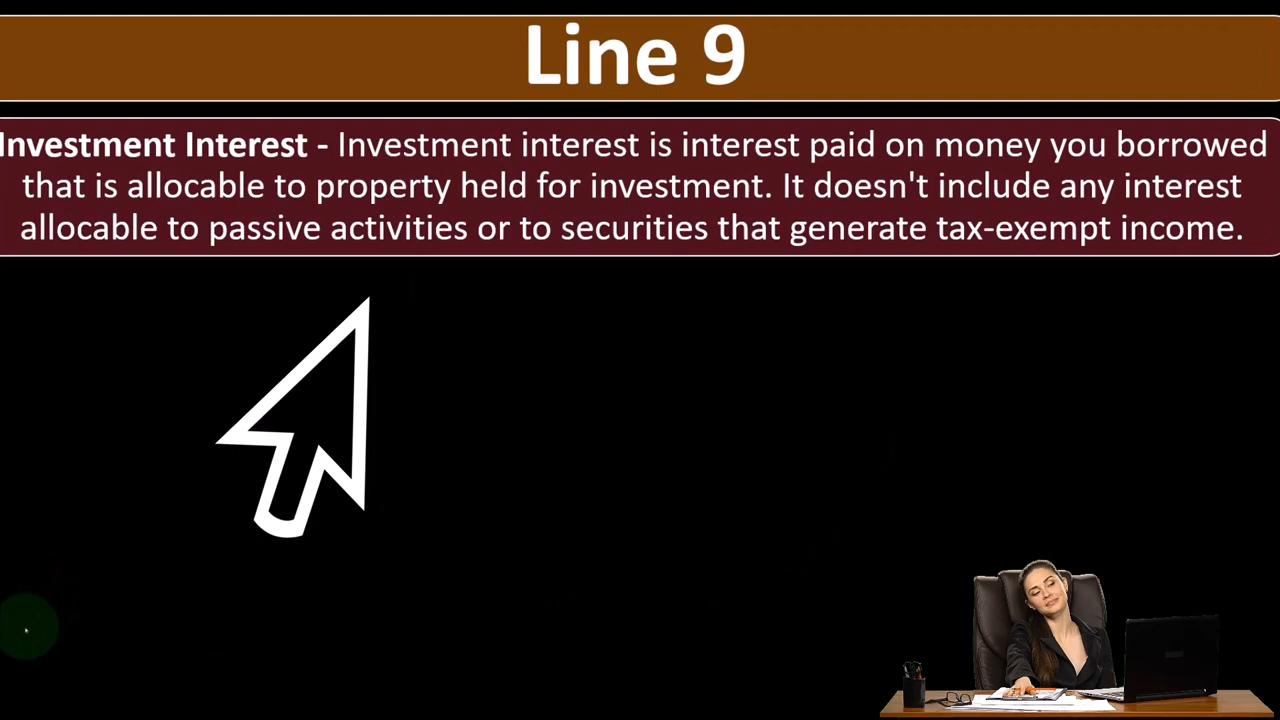 Line 9
Investment Interest - Investment interest is interest paid on money you borrowed
that is allocable to property held for investment. It doesn't include any interest
allocable to passive activities or to securities that generate tax-exempt income.